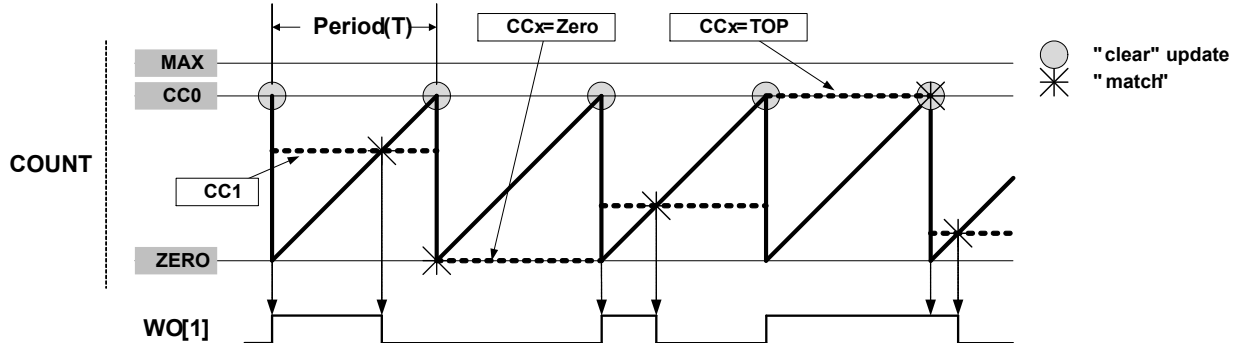 Period(T)
CCx=Zero
CCx=TOP
MAX
"clear" update
CC0
"match"
COUNT
CC1
ZERO
WO[1]